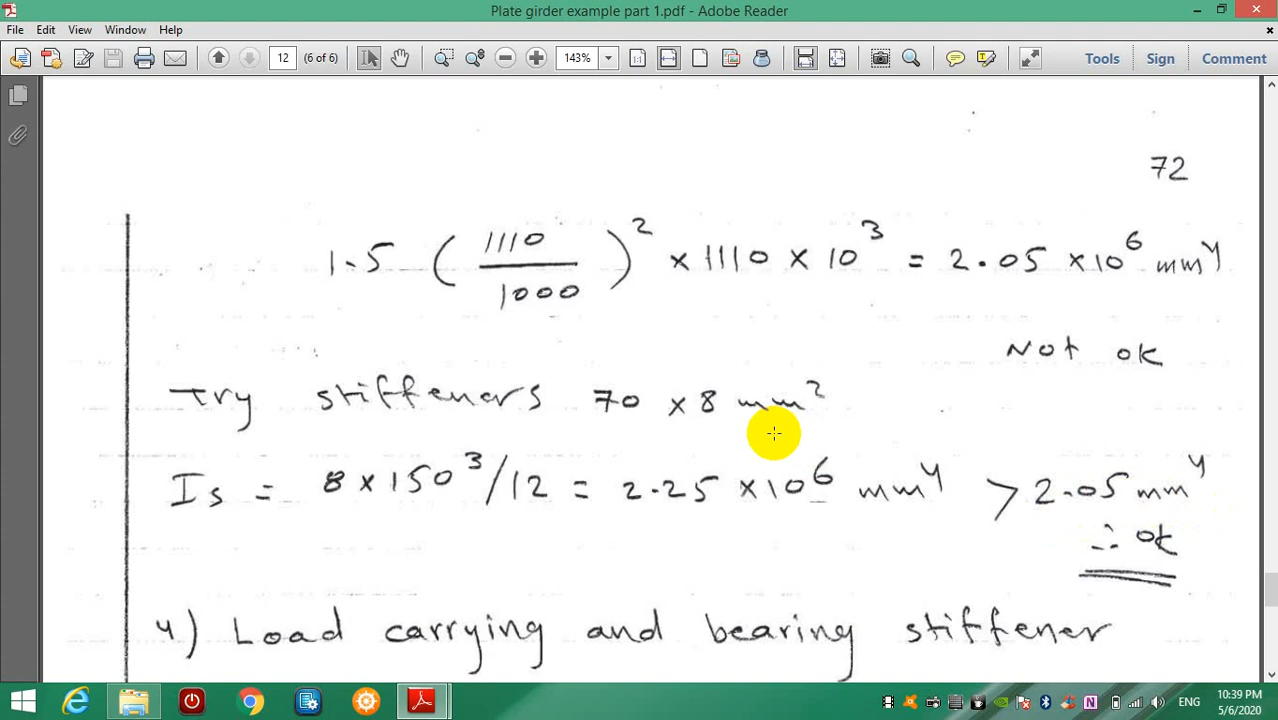 Plate girder example part 1.pdf - Adobe Reader
File Edit View Window Help
12 (6 of 6) 143% Tools Sign Comment
72
1.5 (1110/1000)² × 1110 × 10³ = 2.05 × 10⁶ mm⁴
Not ok
Try stiffeners 70 × 8 mm²
Is = 8 × 150³/12 = 2.25 × 10⁶ mm⁴ > 2.05 mm⁴
∴ ok
4) Load carrying and bearing stiffener
ENG
10:39 PM
5/6/2020